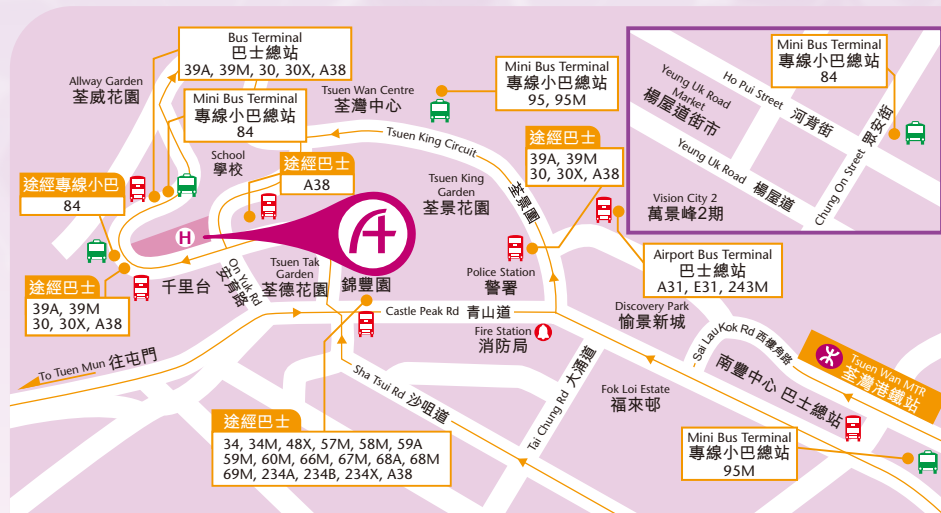 Bus Terminal
巴士總站
39A, 39M, 30, 30X, A38
Allway Garden
荃威花園
Mini Bus Terminal
專線小巴總站
84
Tsuen Wan Centre
荃灣中心
Mini Bus Terminal
專線小巴總站
95, 95M
Mini Bus Terminal
專線小巴總站
84
Yeung Uk Road
Market
楊屋道街市
Ho Pui Street 河背街
Yeung Uk Road 楊屋道
Chung On Street 眾安街
School
學校
途經巴士
A38
Tsuen King Circuit
荃景圍
途經巴士
39A, 39M
30, 30X, A38
Tsuen King
Garden
荃景花園
途經專線小巴
84
H
Vision City 2
萬景峰2期
Airport Bus Terminal
巴士總站
A31, E31, 243M
途經巴士
39A, 39M
30, 30X, A38
千里台
On Yuk Rd
安育路
Tsuen Tak
Garden
荃德花園
錦豐園
Police Station
警署
Castle Peak Rd 青山道
Fire Station
消防局
Discovery Park
愉景新城
Sai Lau Kok Rd 西樓角路
Tsuen Wan MTR
荃灣港鐵站
To Tuen Mun 往屯門
Sha Tsui Rd 沙咀道
Tai Chung Rd 大涌道
Fok Loi Estate
福來邨
南豐中心 巴士總站
途經巴士
34, 34M, 48X, 57M, 58M, 59A
59M, 60M, 66M, 67M, 68A, 68M
69M, 234A, 234B, 234X, A38
Mini Bus Terminal
專線小巴總站
95M